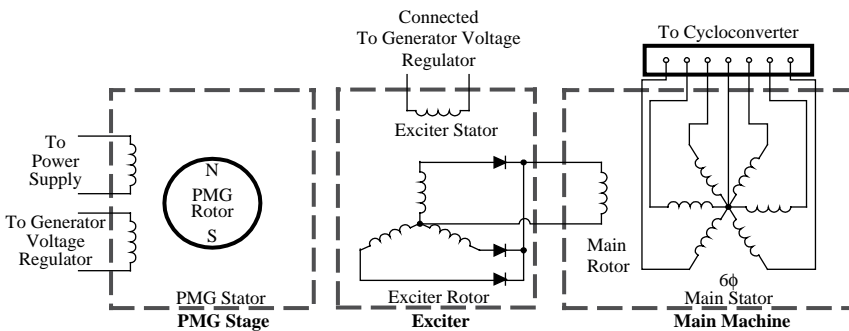 Connected
To Generator Voltage
Regulator
To Cycloconverter
Exciter Stator
To
Power
Supply
N
PMG
Rotor
S
To Generator
Voltage
Regulator
Main
Rotor
6ϕ
PMG Stator
Exciter Rotor
Main Stator
PMG Stage
Exciter
Main Machine